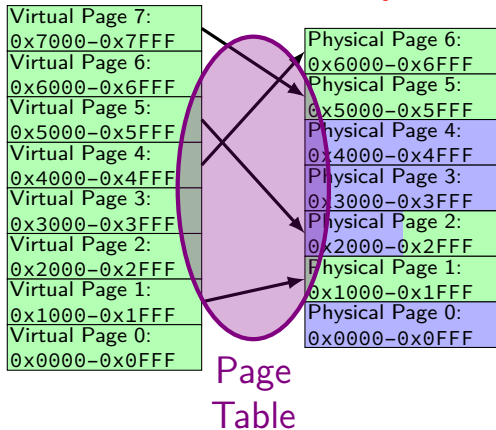 Virtual Page 7:
0x7000-0x7FFF
Virtual Page 6:
0x6000-0x6FFF
Virtual Page 5:
0x5000-0x5FFF
Virtual Page 4:
0x4000-0x4FFF
Virtual Page 3:
0x3000-0x3FFF
Virtual Page 2:
0x2000-0x2FFF
Virtual Page 1:
0x1000-0x1FFF
Virtual Page 0:
0x0000-0x0FFF
Physical Page 6:
0x6000-0x6FFF
Physical Page 5:
0x5000-0x5FFF
Physical Page 4:
0x4000-0x4FFF
Physical Page 3:
0x3000-0x3FFF
Physical Page 2:
0x2000-0x2FFF
Physical Page 1:
0x1000-0x1FFF
Physical Page 0:
0x0000-0x0FFF
Page
Table